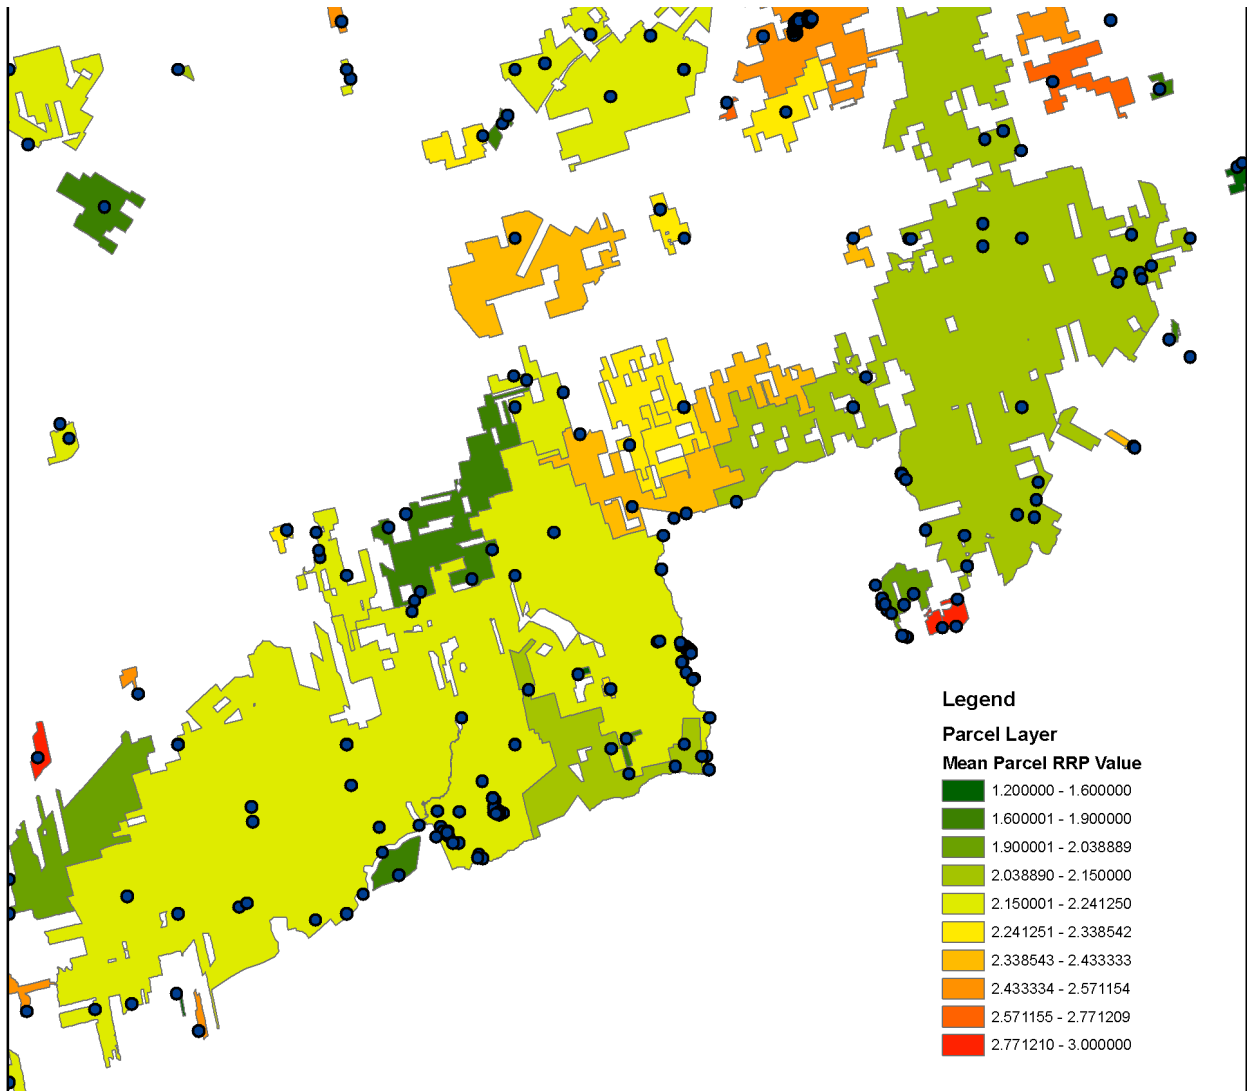 Legend
Parcel Layer
Mean Parcel RRP Value
1.200000 - 1.600000
1.600001 - 1.900000
1.900001 - 2.038889
2.038890 - 2.150000
2.150001 - 2.241250
2.241251 - 2.338542
2.338543 - 2.433333
2.433334 - 2.571154
2.571155 - 2.771209
2.771210 - 3.000000